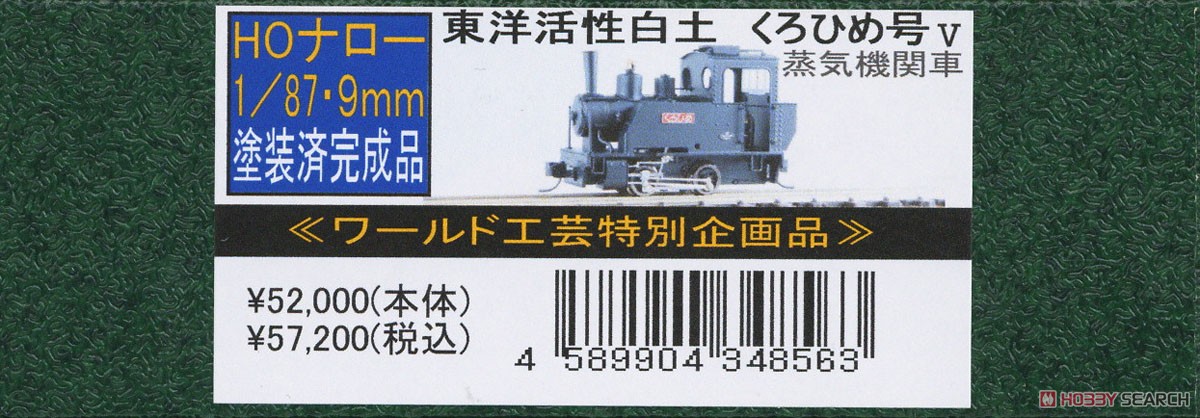 HOナロー
1/87・9mm
塗装済完成品
東洋活性白土 くろひめ号 V
蒸気機関車
≪ワールド工芸特別企画品≫
¥52,000(本体)
¥57,200(税込)
4 589904 348563
HOBBY SEARCH